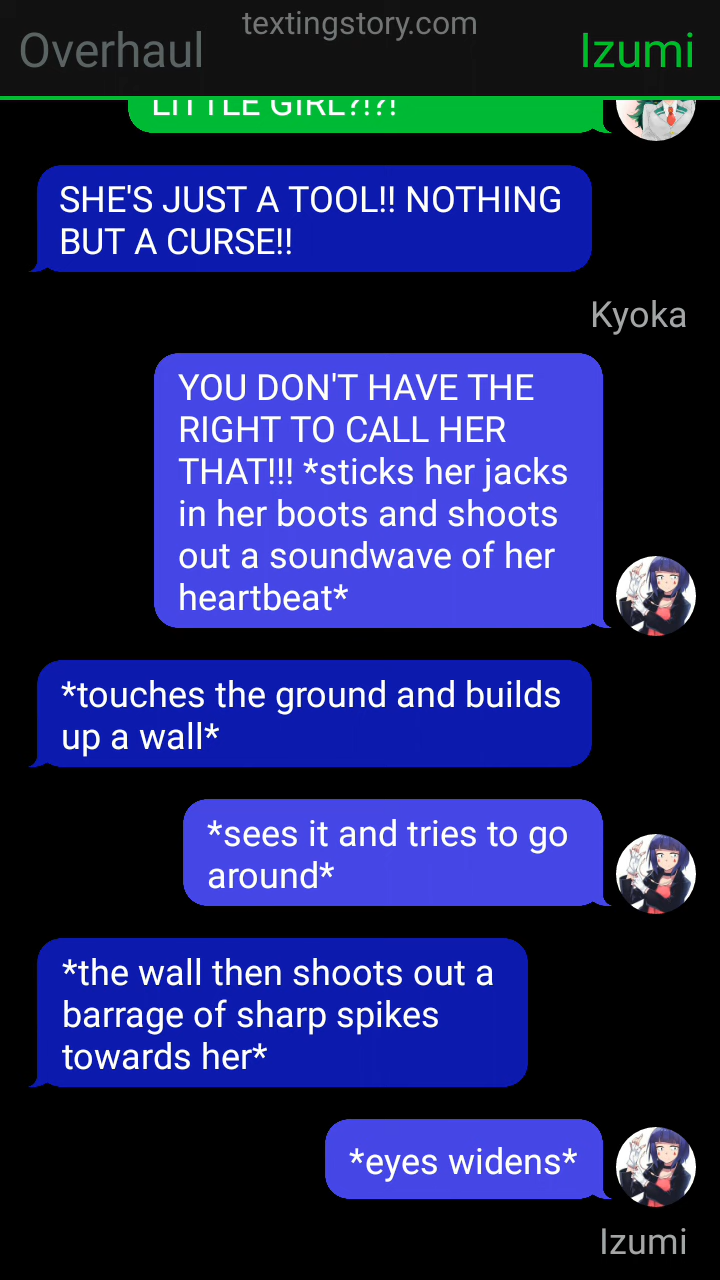 textingstory.com
Overhaul
Izumi
LITTLE GIRL?!?!
SHE'S JUST A TOOL!! NOTHING
BUT A CURSE!!
Kyoka
YOU DON'T HAVE THE
RIGHT TO CALL HER
THAT!!! *sticks her jacks
in her boots and shoots
out a soundwave of her
heartbeat*
*touches the ground and builds
up a wall*
*sees it and tries to go
around*
*the wall then shoots out a
barrage of sharp spikes
towards her*
*eyes widens*
Izumi